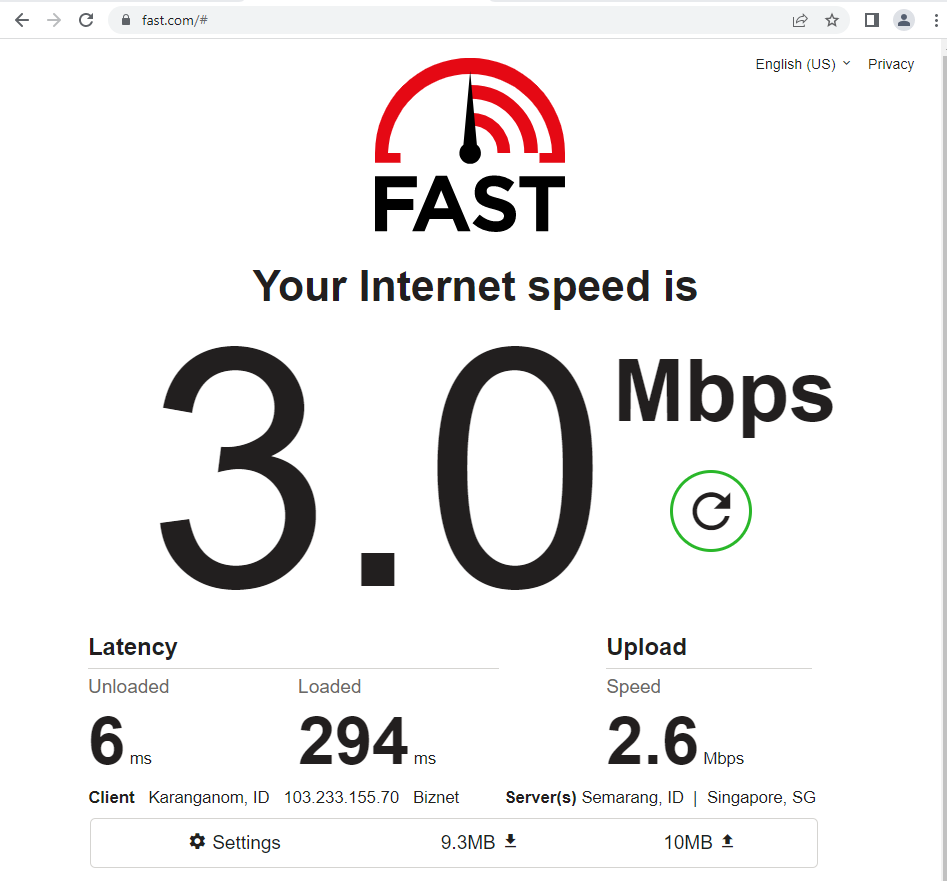 fast.com/#
English (US) Privacy
FAST
Your Internet speed is
3.0 Mbps
Latency Upload
Unloaded Loaded Speed
6 ms 294 ms 2.6 Mbps
Client Karanganom, ID 103.233.155.70 Biznet Server(s) Semarang, ID | Singapore, SG
Settings 9.3MB 10MB